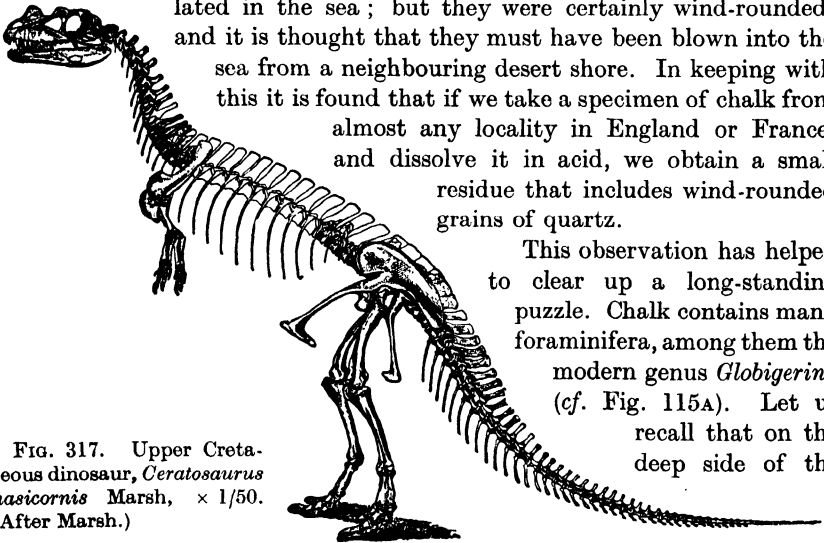 lated in the sea ; but they were certainly wind-rounded
and it is thought that they must have been blown into th
sea from a neighbouring desert shore. In keeping wit
this it is found that if we take a specimen of chalk from
almost any locality in England or France
and dissolve it in acid, we obtain a smal
residue that includes wind-rounde
grains of quartz.
This observation has helpe
to clear up a long-standin
puzzle. Chalk contains man
foraminifera, among them th
modern genus Globigerin
(cf. Fig. 115A). Let u
recall that on th
deep side of th
FIG. 317. Upper Creta-
eous dinosaur, Ceratosaurus
nasicornis Marsh, × 1/50.
After Marsh.)